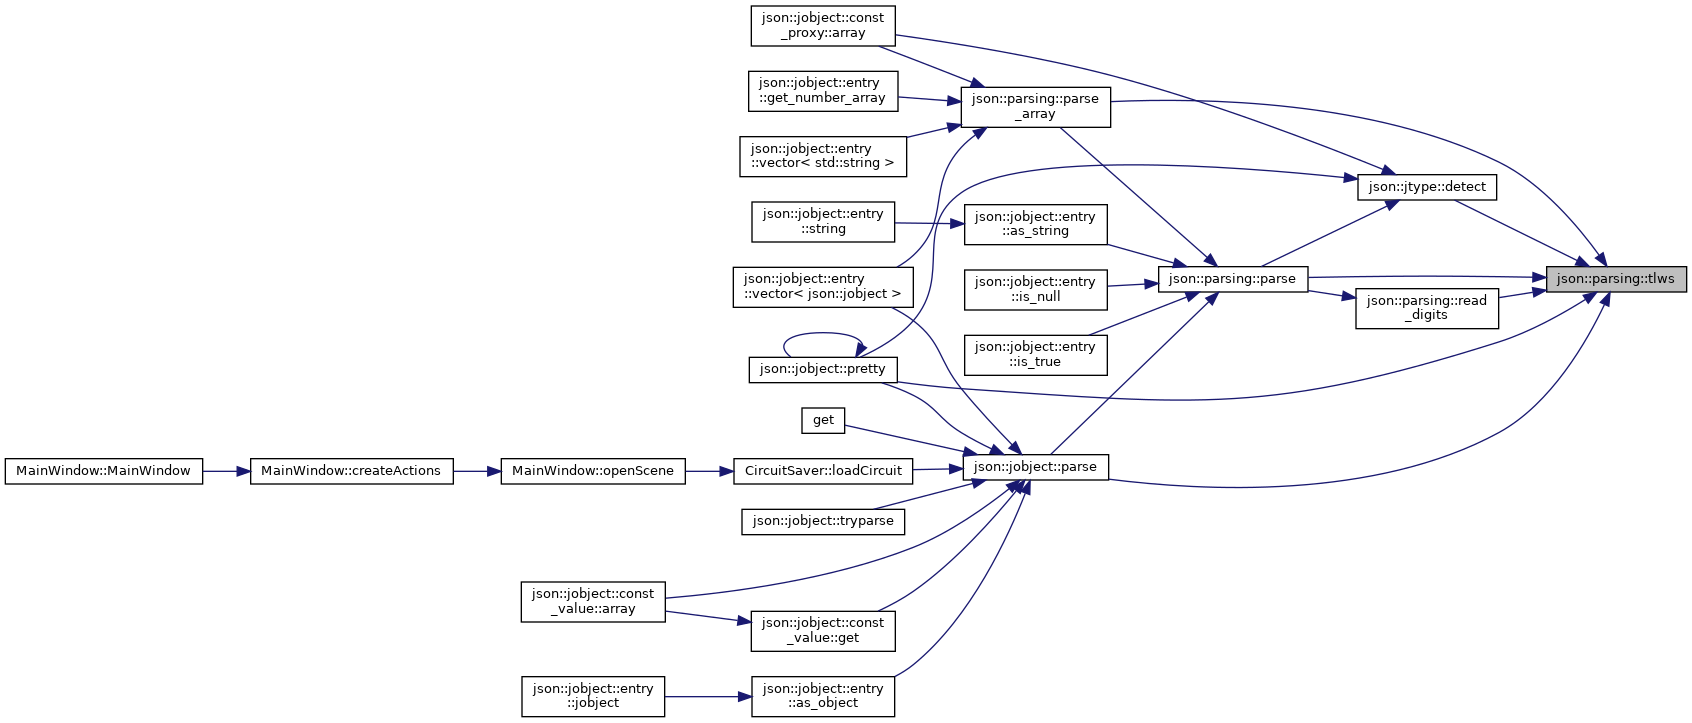 json::jobject::const
_proxy::array
json::jobject::entry
::get_number_array
json::parsing::parse
_array
json::jobject::entry
::vector< std::string >
json::jtype::detect
json::jobject::entry
::string
json::jobject::entry
::as_string
json::jobject::entry
::vector< json::jobject >
json::jobject::entry
::is_null
json::parsing::parse
json::parsing::tlws
json::parsing::read
_digits
json::jobject::entry
::is_true
json::jobject::pretty
get
MainWindow::MainWindow
MainWindow::createActions
MainWindow::openScene
CircuitSaver::loadCircuit
json::jobject::parse
json::jobject::tryparse
json::jobject::const
_value::array
json::jobject::const
_value::get
json::jobject::entry
::jobject
json::jobject::entry
::as_object